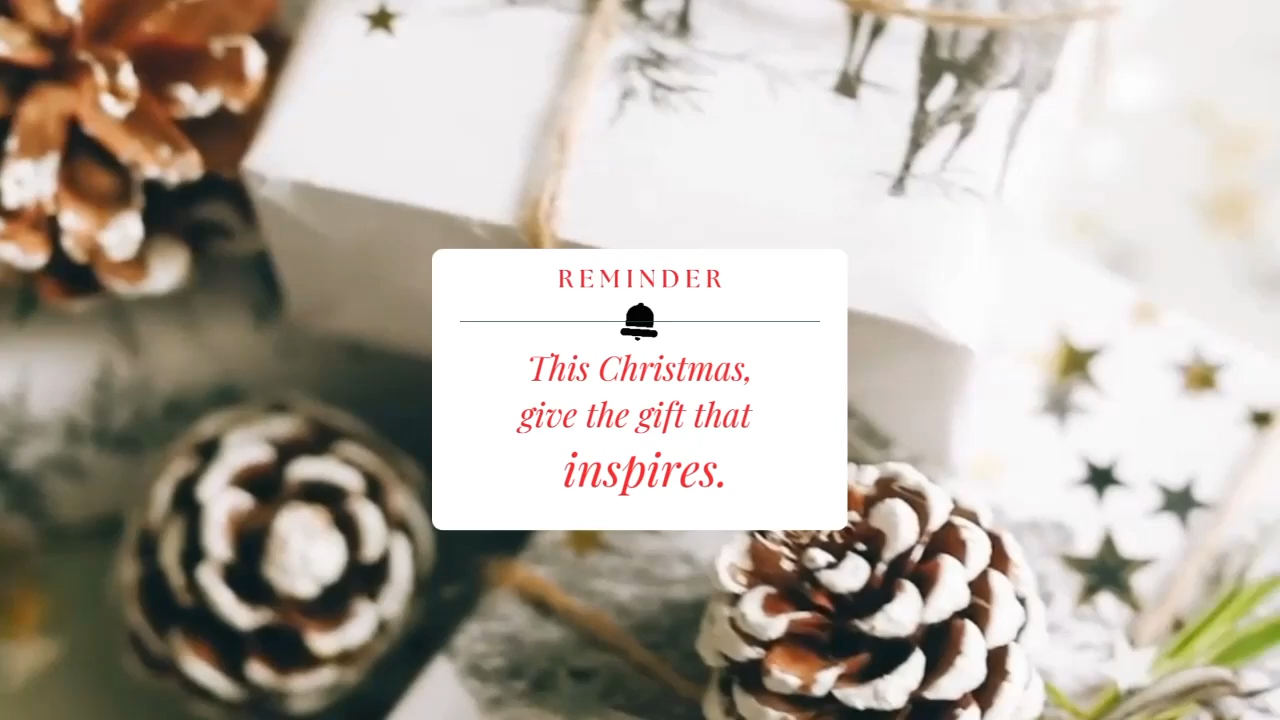 REMINDER
This Christmas,
give the gift that
inspires.